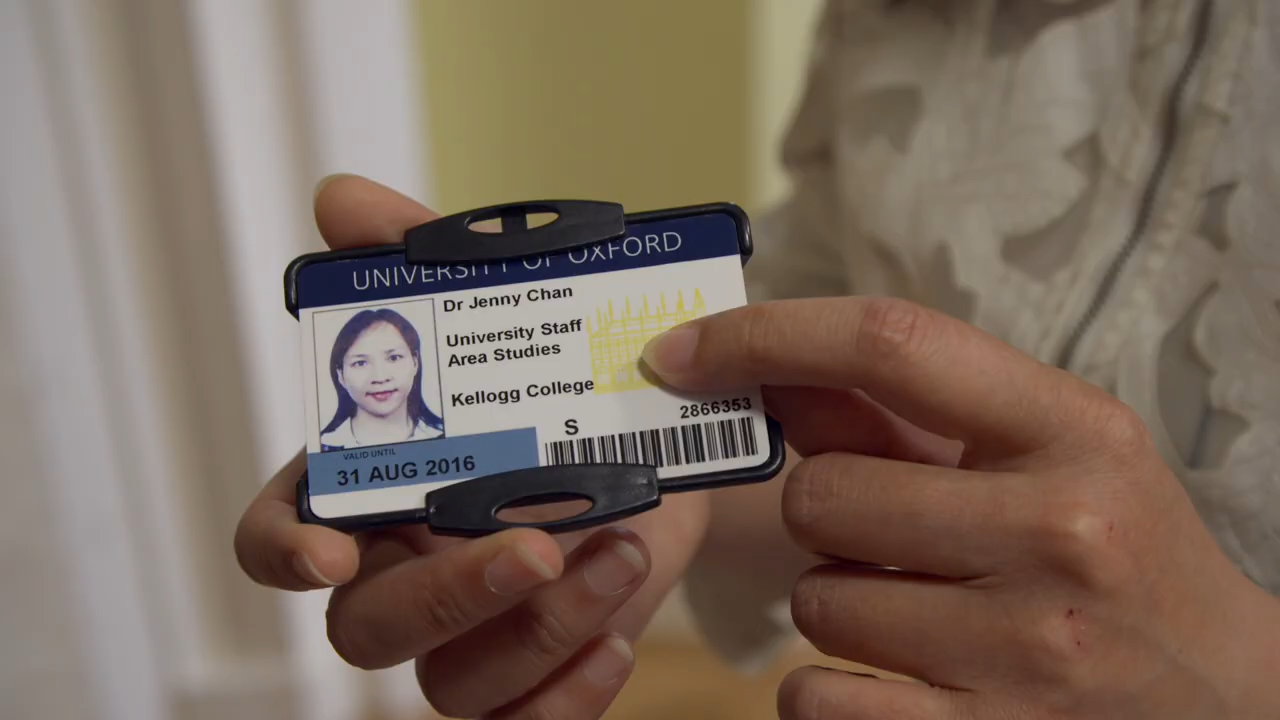 UNIVERSITY OF OXFORD
Dr Jenny Chan
University Staff
Area Studies
Kellogg College
S
2866353
VALID UNTIL
31 AUG 2016